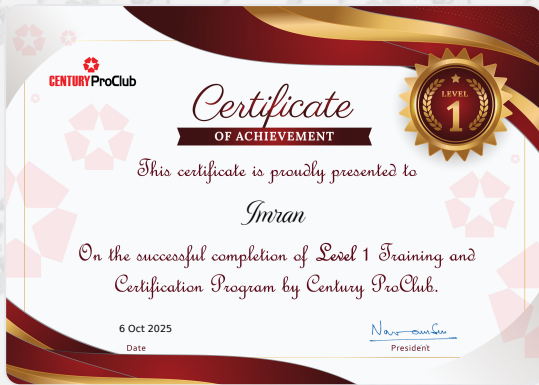 CENTURY ProClub
Certificate
OF ACHIEVEMENT
LEVEL
1
This certificate is proudly presented to
Imran
On the successful completion of Level 1 Training and
Certification Program by Century ProClub.
6 Oct 2025
Date
President